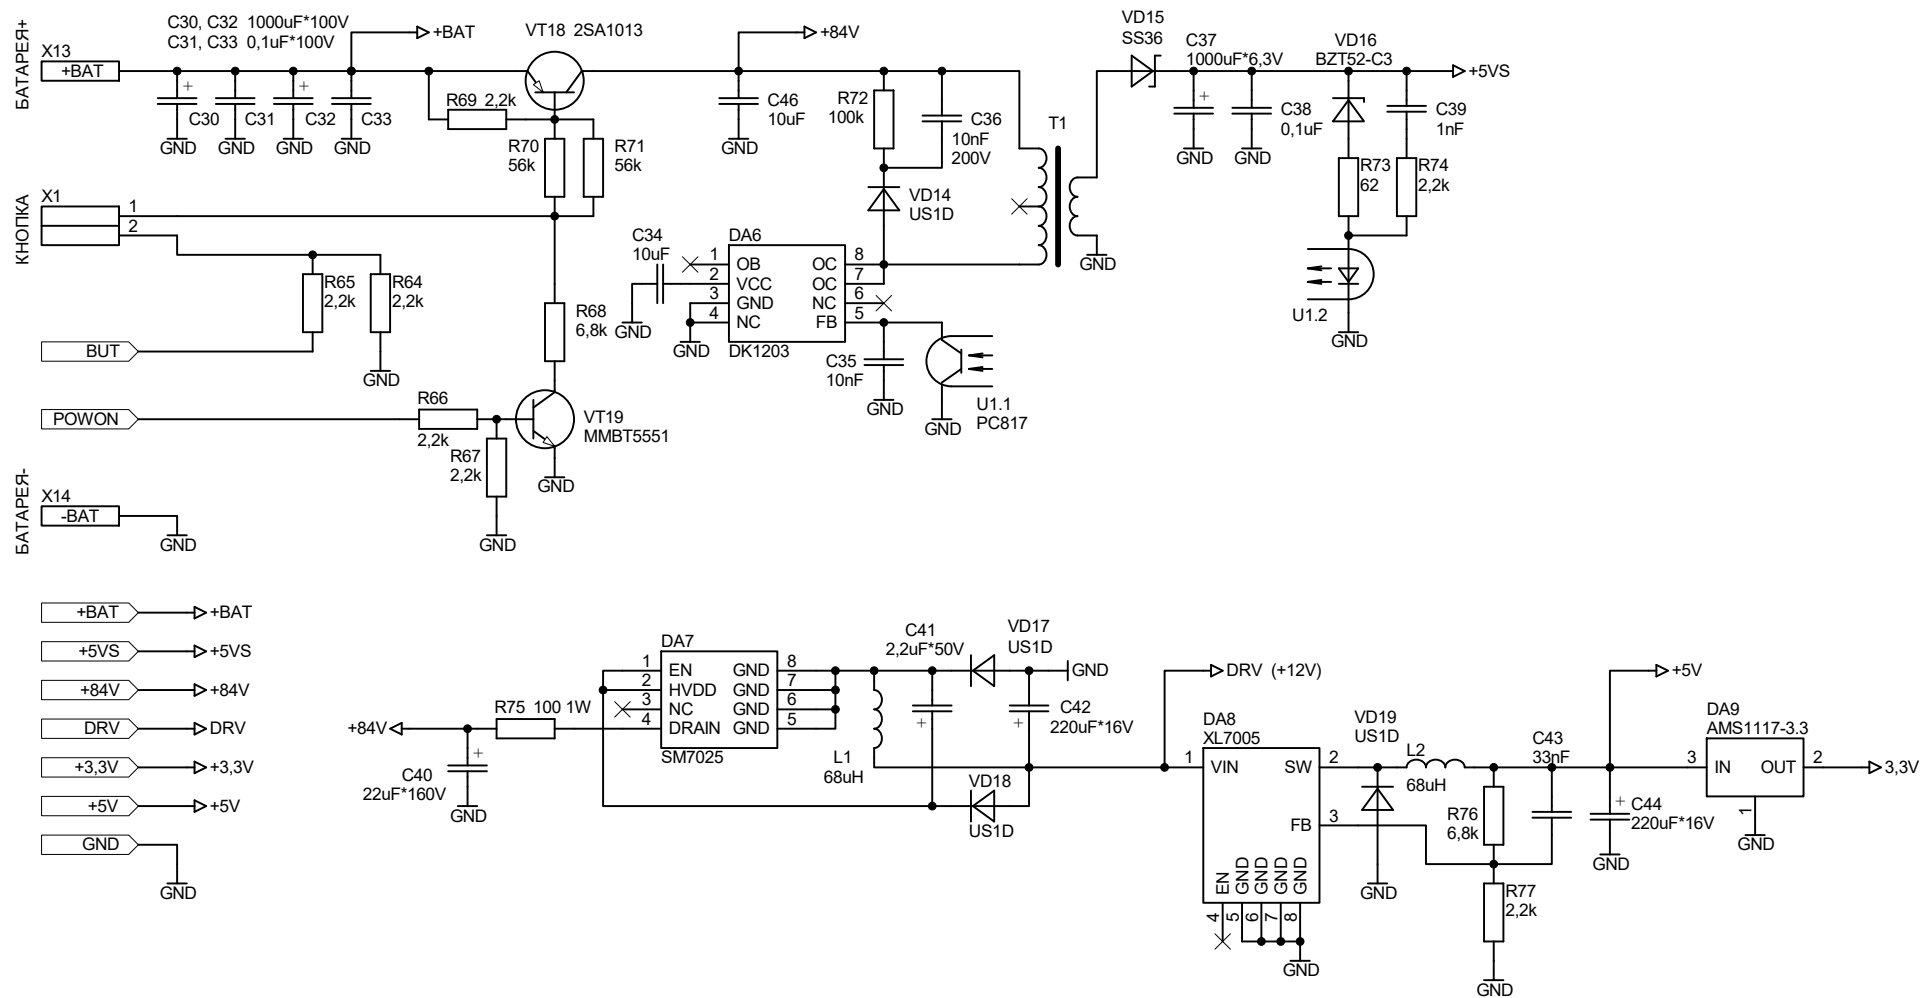 C30, C32 1000uF*100V
C31, C33 0,1uF*100V
БАТАРЕЯ+
X13
+BAT
+BAT
VT18 2SA1013
+84V
VD15
SS36
C37
1000uF*6,3V
VD16
BZT52-C3
+5VS
C30
C31
C32
C33
GND
GND
GND
GND
R69 2,2k
R70
56k
R71
56k
C46
10uF
GND
R72
100k
C36
10nF
200V
T1
GND
C38
0,1uF
GND
C39
1nF
R73
62
R74
2,2k
КНОПКА
X1
1
2
VD14
US1D
C34
10uF
GND
DA6
1
OB
OC
8
2
VCC
OC
7
3
GND
NC
6
4
NC
FB
5
DK1203
GND
GND
U1.2
GND
R65
2,2k
R64
2,2k
R68
6,8k
BUT
GND
C35
10nF
GND
U1.1
PC817
GND
POWON
R66
2,2k
R67
2,2k
VT19
MMBT5551
GND
GND
БАТАРЕЯ-
X14
-BAT
GND
+BAT
+BAT
+5VS
+5VS
+84V
+84V
DRV
DRV
+3,3V
+3,3V
+5V
+5V
GND
GND
+84V
C40
22uF*160V
GND
R75 100 1W
DA7
1
EN
GND
8
2
HVDD
GND
7
3
NC
GND
6
4
DRAIN
GND
5
SM7025
L1
68uH
C41
2,2uF*50V
VD17
US1D
GND
C42
220uF*16V
VD18
US1D
DRV (+12V)
DA8
XL7005
1
VIN
SW
2
FB
3
EN
GND
GND
GND
GND
4
5
6
7
8
GND
VD19
US1D
GND
L2
68uH
R76
6,8k
C43
33nF
R77
2,2k
GND
+5V
C44
220uF*16V
GND
DA9
AMS1117-3.3
3
IN
OUT
2
1
GND
3,3V